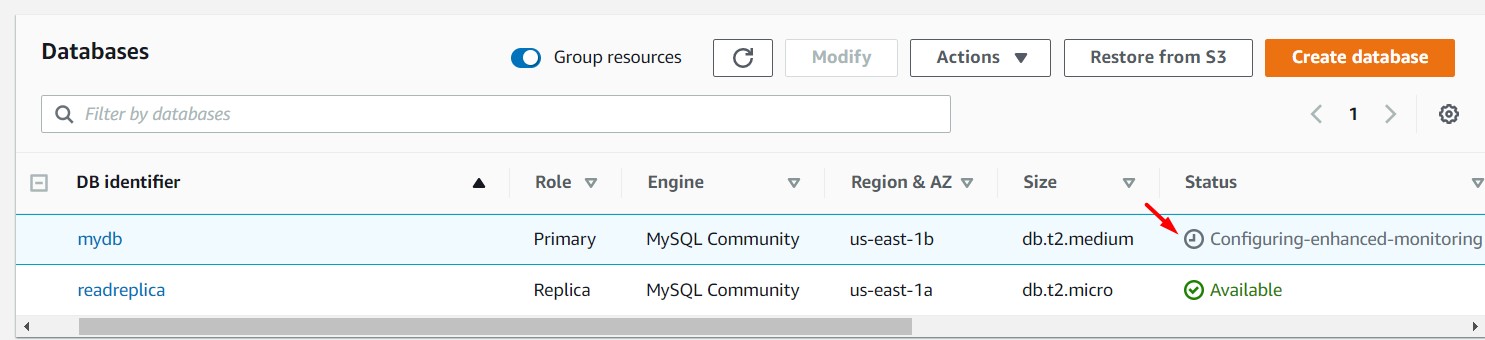 Databases
Group resources
Modify
Actions
Restore from S3
Create database
Filter by databases
1
DB identifier Role Engine Region & AZ Size Status
mydb Primary MySQL Community us-east-1b db.t2.medium Configuring-enhanced-monitoring
readreplica Replica MySQL Community us-east-1a db.t2.micro Available